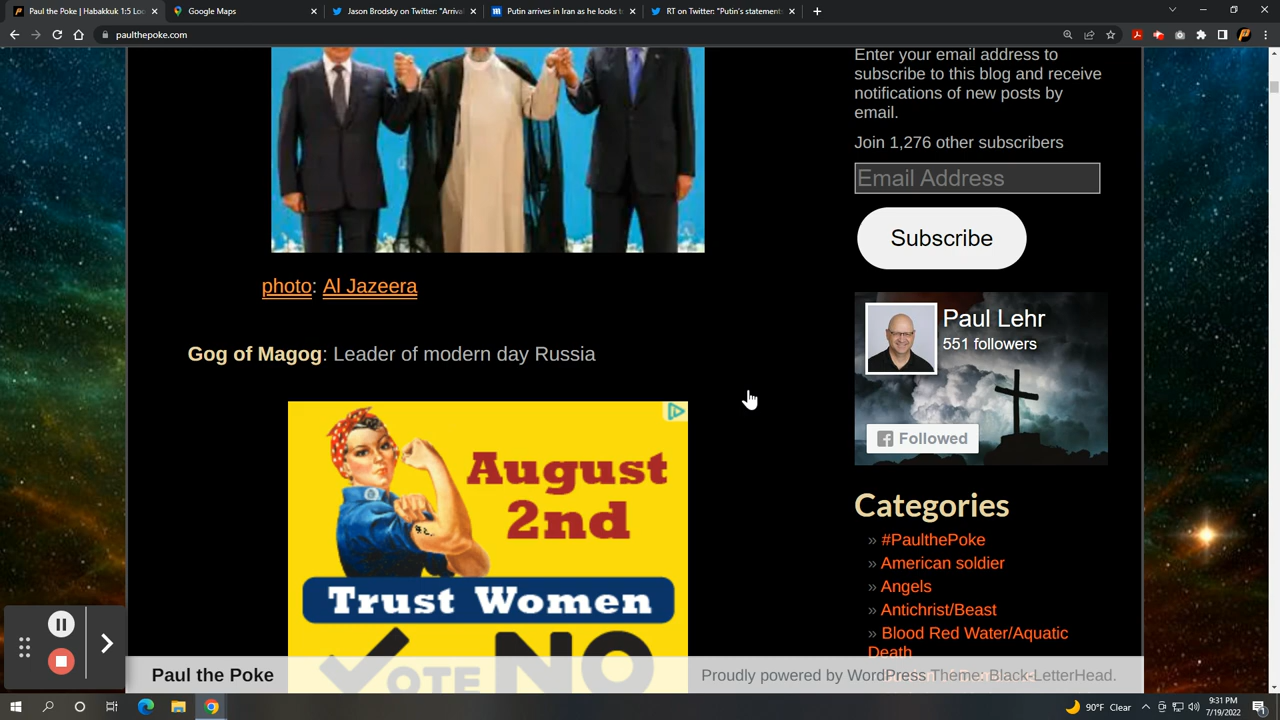 Paul the Poke | Habakkuk 1:5 Loo
Google Maps
Jason Brodsky on Twitter: "Arrival
Putin arrives in Iran as he looks to
RT on Twitter: "Putin's statement
paulthepoke.com
Enter your email address to
subscribe to this blog and receive
notifications of new posts by
email.
Join 1,276 other subscribers
Email Address
Subscribe
photo: Al Jazeera
Paul Lehr
551 followers
Followed
Gog of Magog: Leader of modern day Russia
August
2nd
Trust Women
VOTE NO
Categories
» #PaulthePoke
» American soldier
» Angels
» Antichrist/Beast
» Blood Red Water/Aquatic
Death
Paul the Poke
Proudly powered by WordPress Theme: Black-LetterHead.
90°F Clear
9:31 PM
7/19/2022